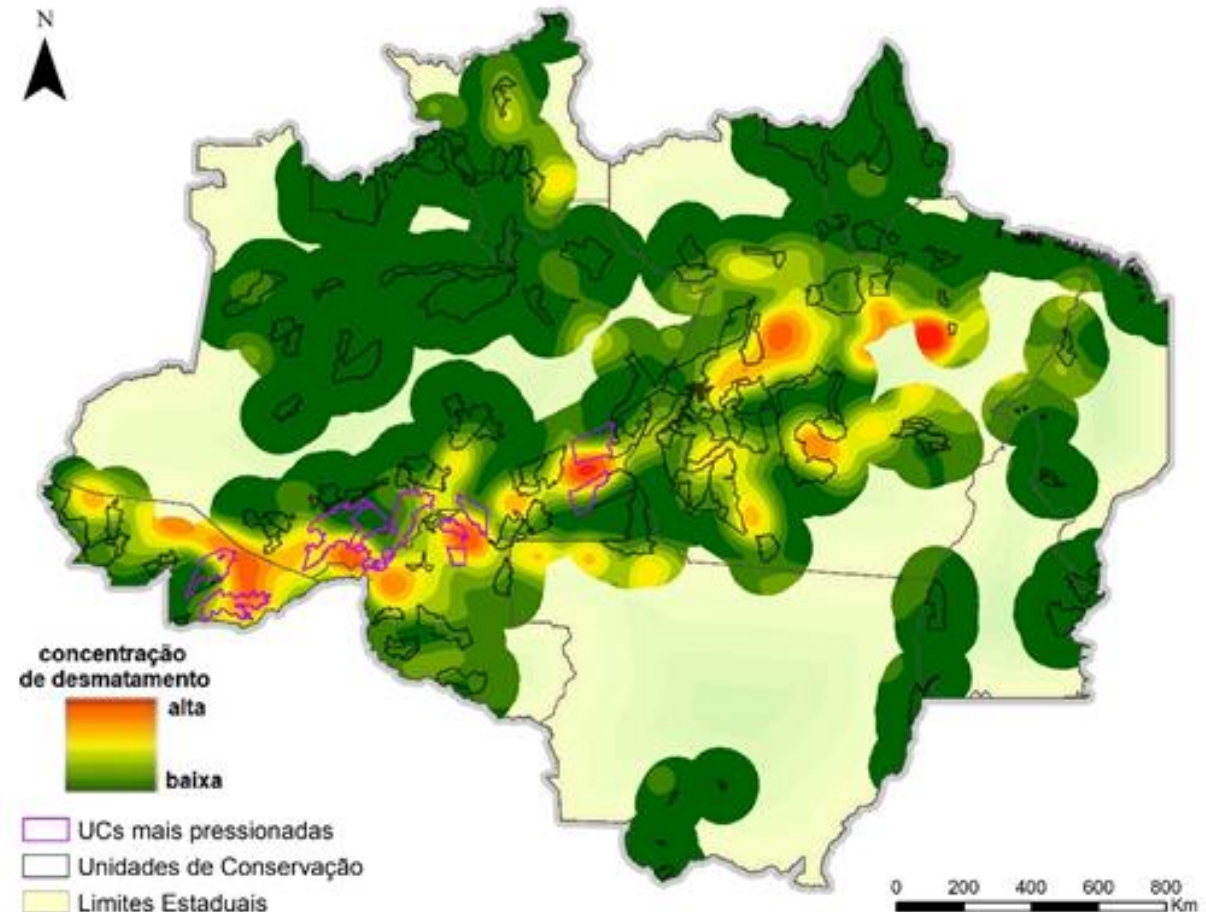 N
concentração
de desmatamento
alta
baixa
UCs mais pressionadas
Unidades de Conservação
Limites Estaduais
0 200 400 600 800
Km